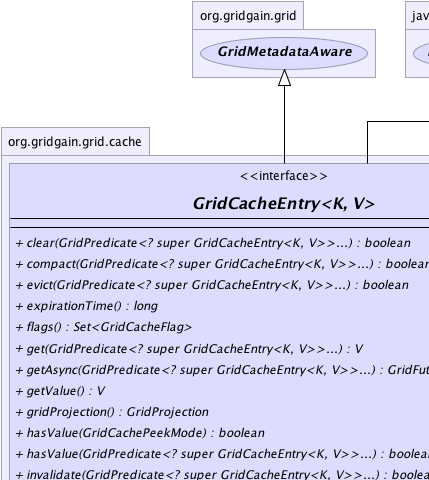 org.gridgain.grid
jav
GridMetadataAware
org.gridgain.grid.cache
<<interface>>
GridCacheEntry<K, V>
+ clear(GridPredicate<? super GridCacheEntry<K, V>>...) : boolean
+ compact(GridPredicate<? super GridCacheEntry<K, V>>...) : boolean
+ evict(GridPredicate<? super GridCacheEntry<K, V>>...) : boolean
+ expirationTime() : long
+ flags() : Set<GridCacheFlag>
+ get(GridPredicate<? super GridCacheEntry<K, V>>...) : V
+ getAsync(GridPredicate<? super GridCacheEntry<K, V>>...) : GridFut
+ getValue() : V
+ gridProjection() : GridProjection
+ hasValue(GridCachePeekMode) : boolean
+ hasValue(GridPredicate<? super GridCacheEntry<K, V>>...) : boolea
+ invalidate(GridPredicate<? super GridCacheEntry<K, V>>...) : boolea